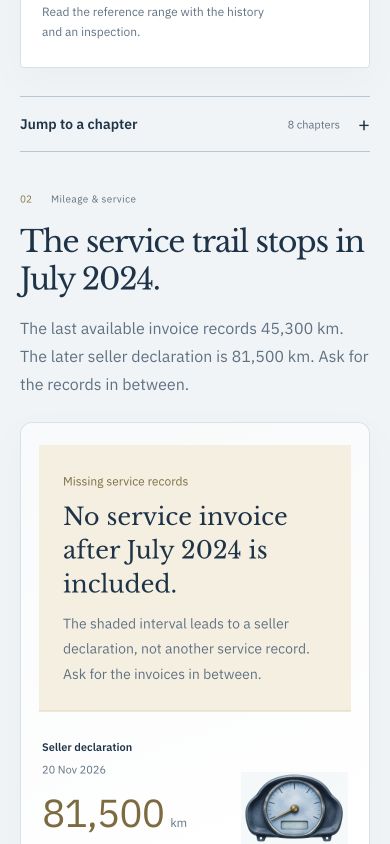 Read the reference range with the history
and an inspection.
Jump to a chapter
8 chapters +
02 Mileage & service
The service trail stops in
July 2024.
The last available invoice records 45,300 km.
The later seller declaration is 81,500 km. Ask for
the records in between.
Missing service records
No service invoice
after July 2024 is
included.
The shaded interval leads to a seller
declaration, not another service record.
Ask for the invoices in between.
Seller declaration
20 Nov 2026
81,500 km